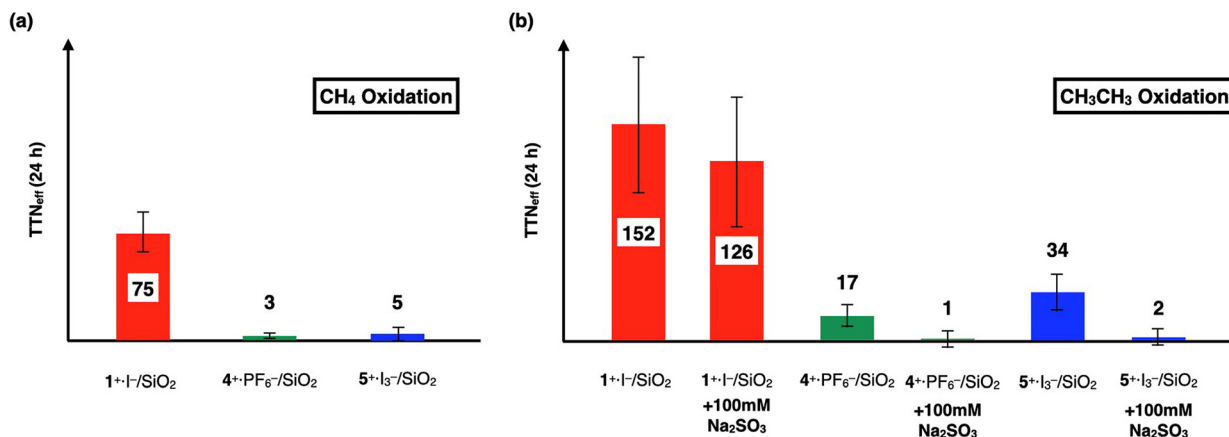 (a)
CH₄ Oxidation
TTNeff (24 h)
75
3
5
1⁺·I⁻/SiO₂
4⁺·PF₆⁻/SiO₂
5⁺·I₃⁻/SiO₂
(b)
CH₃CH₃ Oxidation
TTNeff (24 h)
152
126
17
1
34
2
1⁺·I⁻/SiO₂
1⁺·I⁻/SiO₂
+100mM
Na₂SO₃
4⁺·PF₆⁻/SiO₂
4⁺·PF₆⁻/SiO₂
+100mM
Na₂SO₃
5⁺·I₃⁻/SiO₂
5⁺·I₃⁻/SiO₂
+100mM
Na₂SO₃